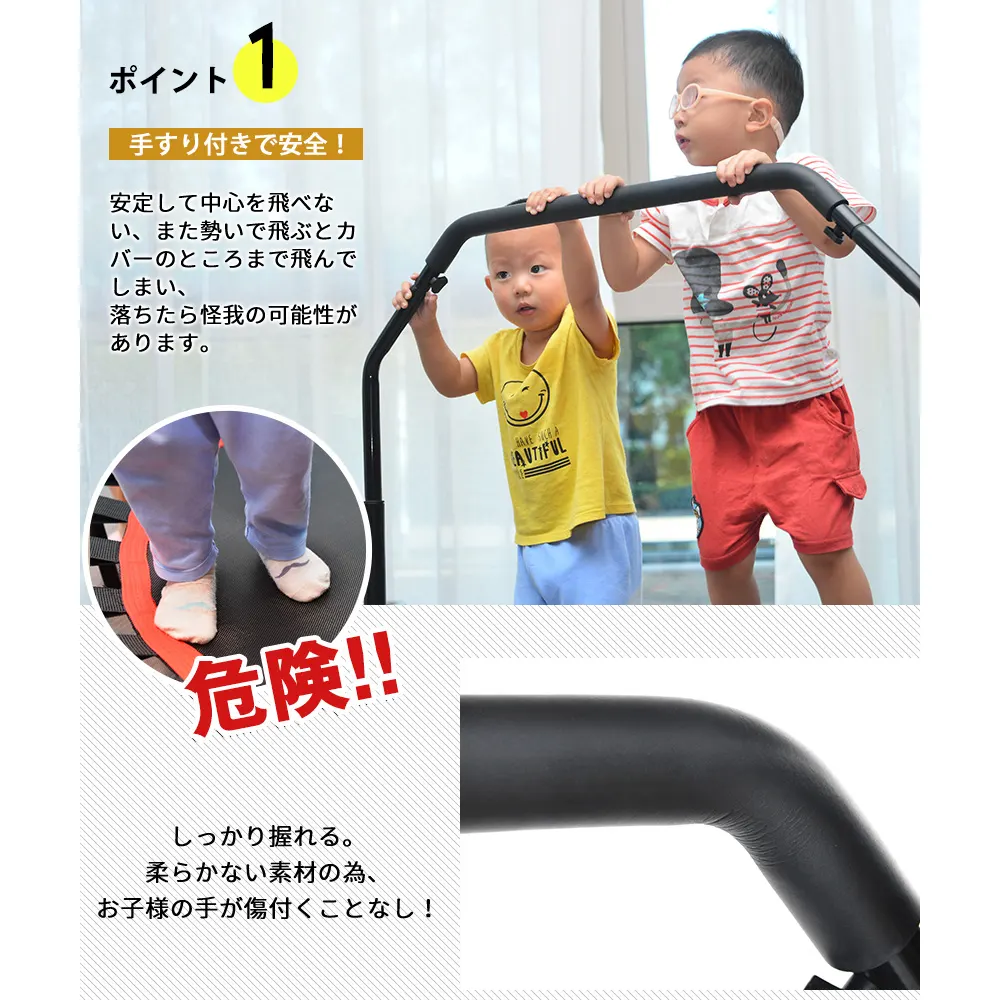 ポイント1
手すり付きで安全！
安定して中心を飛べな
い、また勢いで飛ぶとカ
バーのところまで飛んで
しまい、
落ちたら怪我の可能性が
あります。
BEAUTIFUL
危険!!
しっかり握れる。
柔らかない素材の為、
お子様の手が傷付くことなし！